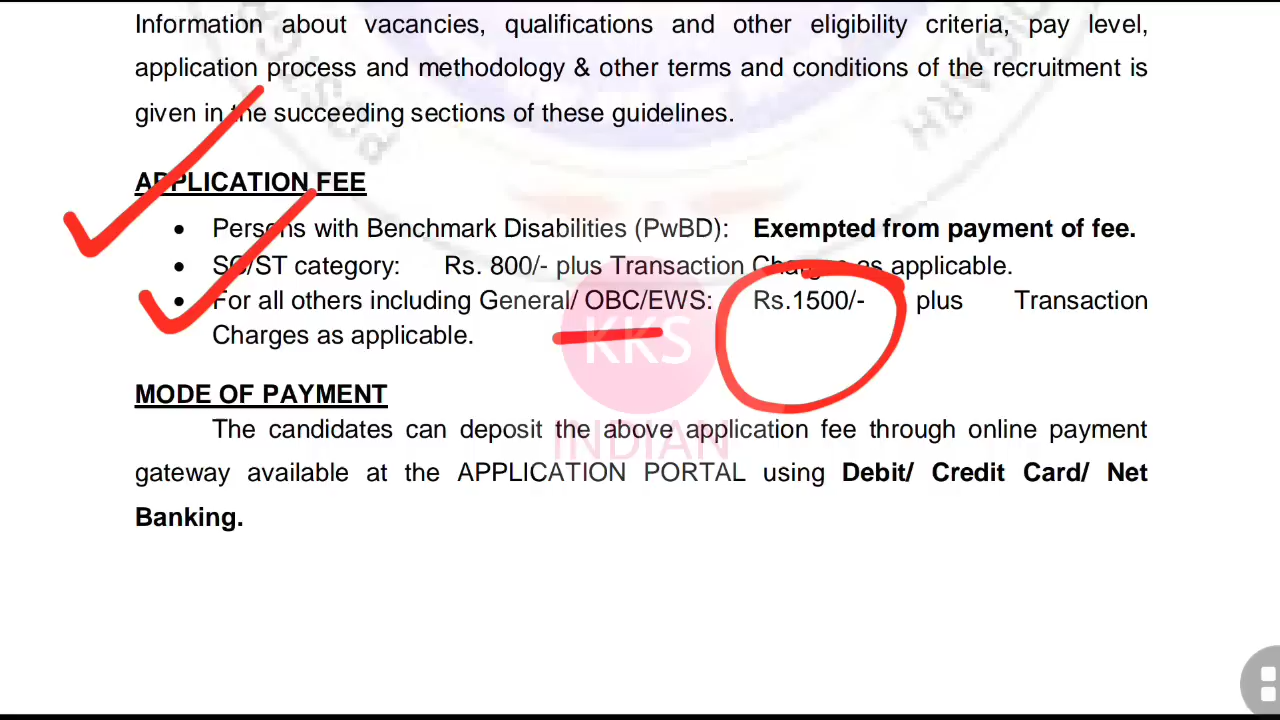 Information about vacancies, qualifications and other eligibility criteria, pay level,
application process and methodology & other terms and conditions of the recruitment is
given in the succeeding sections of these guidelines.
APPLICATION FEE
• Persons with Benchmark Disabilities (PwBD): Exempted from payment of fee.
• SC/ST category: Rs. 800/- plus Transaction Charges as applicable.
• For all others including General/ OBC/EWS: Rs.1500/- plus Transaction
Charges as applicable.
KKS
MODE OF PAYMENT
The candidates can deposit the above application fee through online payment
INDIAN
gateway available at the APPLICATION PORTAL using Debit/ Credit Card/ Net
Banking.